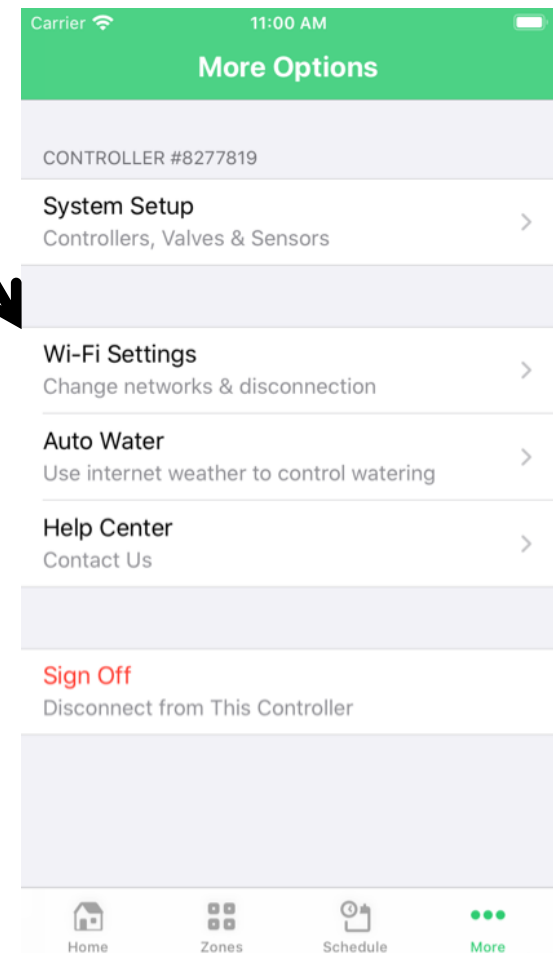 Carrier 11:00 AM
More Options
CONTROLLER #8277819
System Setup
Controllers, Valves & Sensors
Wi-Fi Settings
Change networks & disconnection
Auto Water
Use internet weather to control watering
Help Center
Contact Us
Sign Off
Disconnect from This Controller
Home Zones Schedule More